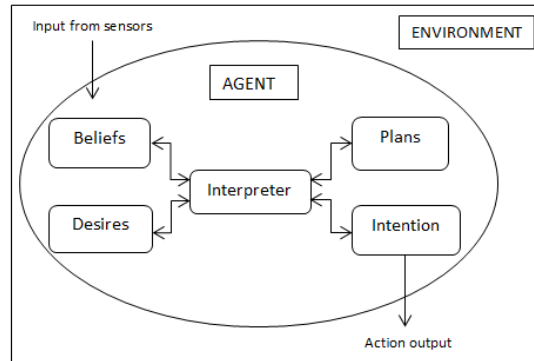 Input from sensors
ENVIRONMENT
AGENT
Beliefs
Plans
Interpreter
Desires
Intention
Action output